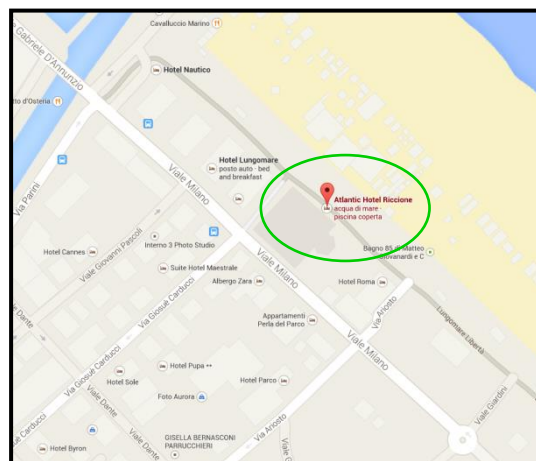 Cavalluccio Marino
Gabriele D'Annunzio
Hotel Nautico
d'Osteria
Hotel Lungomare
posto auto - bed
and breakfast
Via Parini
Viale Milano
Atlantic Hotel Riccione
acqua di mare -
piscina coperta
Viale Giovanni Pascoli
Interno 3 Photo Studio
Bagno 85 di Matteo
Giovanardi e C
Hotel Cannes
Suite Hotel Maestrale
Viale Milano
Albergo Zara
Hotel Roma
Via Giosuè Carducci
Via Ariosto
Lungomare Libertà
Appartamenti
Perla del Parco
Viale Milano
Viale Dante
Via Giosuè Carducci
Hotel Pupa **
Hotel Sole
Hotel Parco
Viale Giardini
Foto Aurora
Viale Dante
Via Ariosto
Hotel Byron
GISELLA BERNASCONI
PARRUCCHIERI